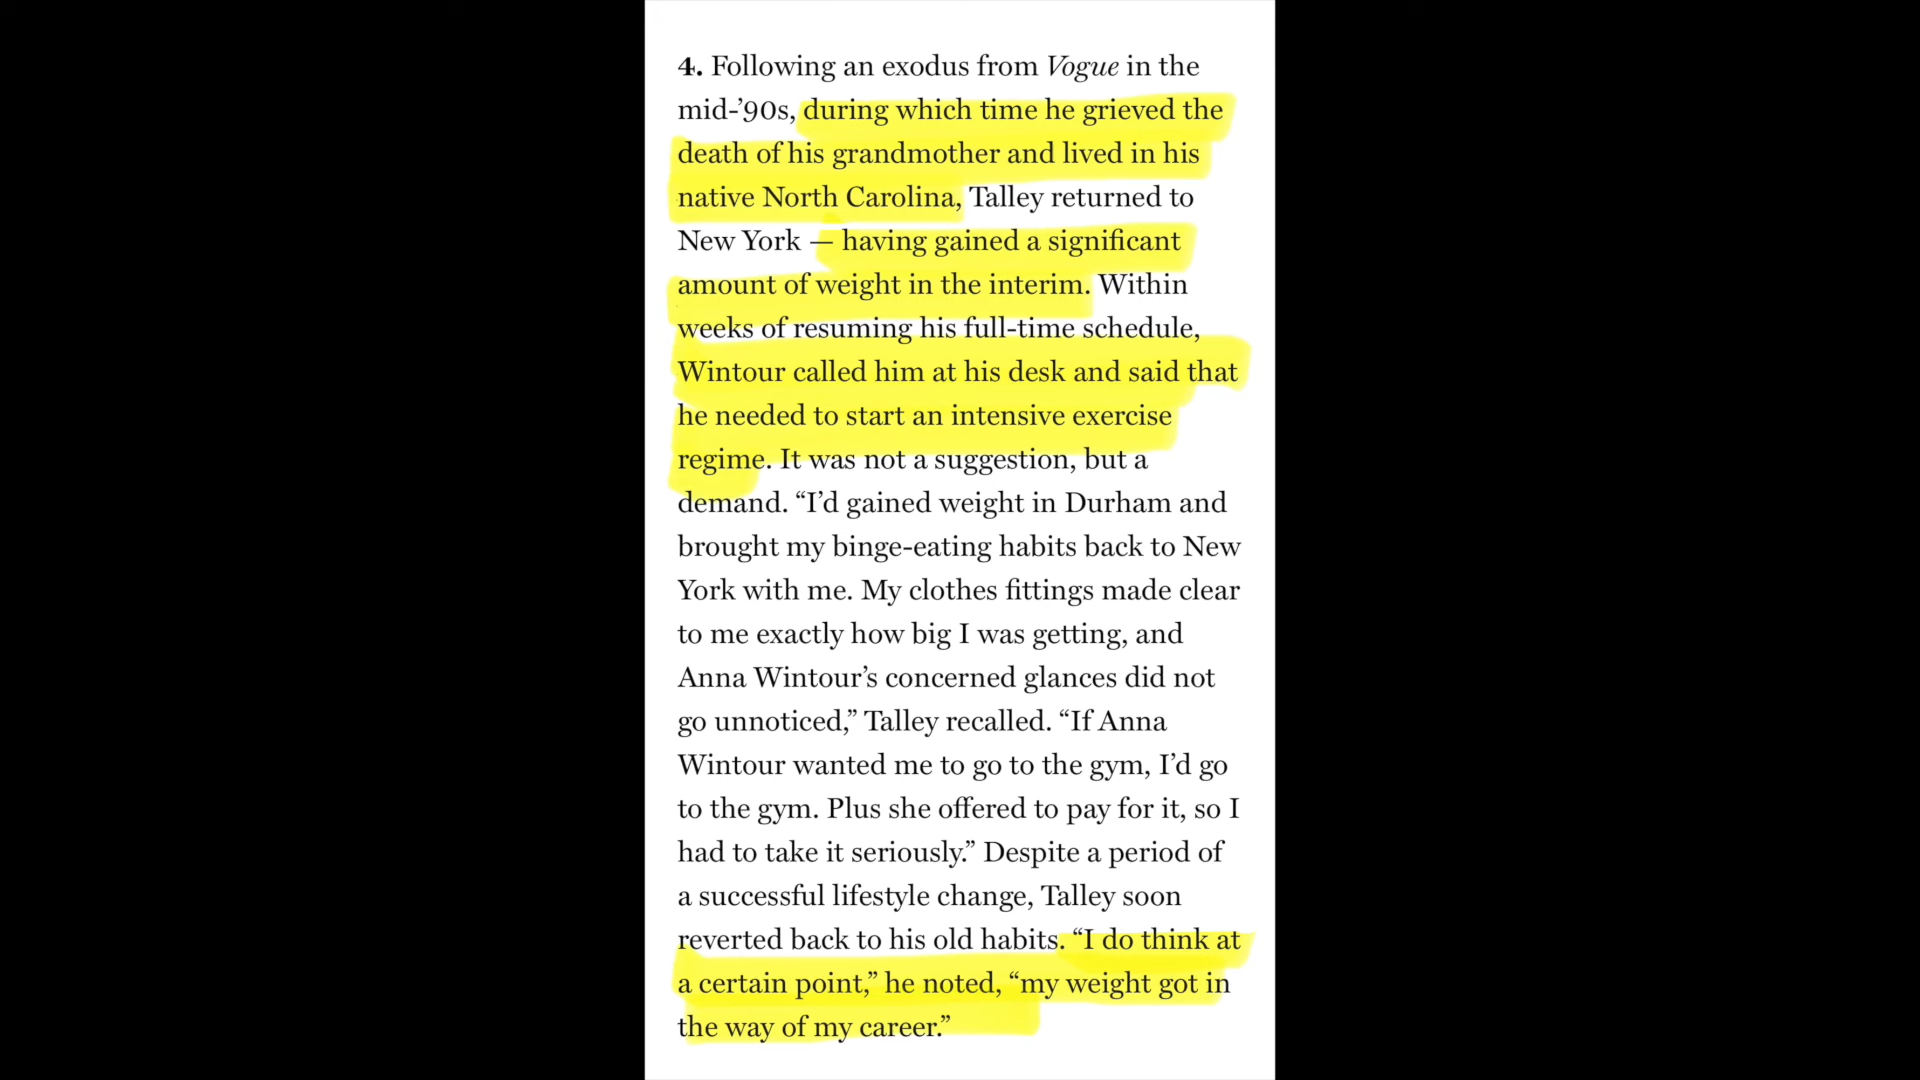 4. Following an exodus from Vogue in the
mid-’90s, during which time he grieved the
death of his grandmother and lived in his
native North Carolina, Talley returned to
New York — having gained a significant
amount of weight in the interim. Within
weeks of resuming his full-time schedule,
Wintour called him at his desk and said that
he needed to start an intensive exercise
regime. It was not a suggestion, but a
demand. “I’d gained weight in Durham and
brought my binge-eating habits back to New
York with me. My clothes fittings made clear
to me exactly how big I was getting, and
Anna Wintour’s concerned glances did not
go unnoticed,” Talley recalled. “If Anna
Wintour wanted me to go to the gym, I’d go
to the gym. Plus she offered to pay for it, so I
had to take it seriously.” Despite a period of
a successful lifestyle change, Talley soon
reverted back to his old habits. “I do think at
a certain point,” he noted, “my weight got in
the way of my career.”